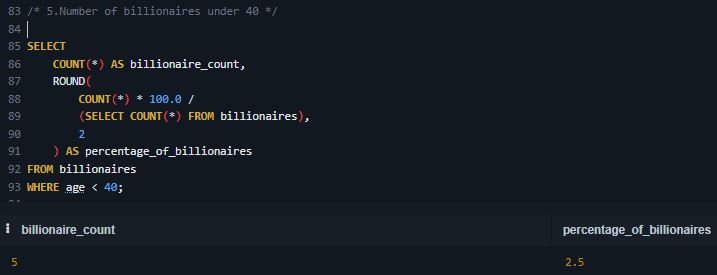 83 /* 5.Number of billionaires under 40 */
84
85 SELECT
86     COUNT(*) AS billionaire_count,
87     ROUND(
88         COUNT(*) * 100.0 /
89         (SELECT COUNT(*) FROM billionaires),
90         2
91     ) AS percentage_of_billionaires
92 FROM billionaires
93 WHERE age < 40;
billionaire_count percentage_of_billionaires
5 2.5